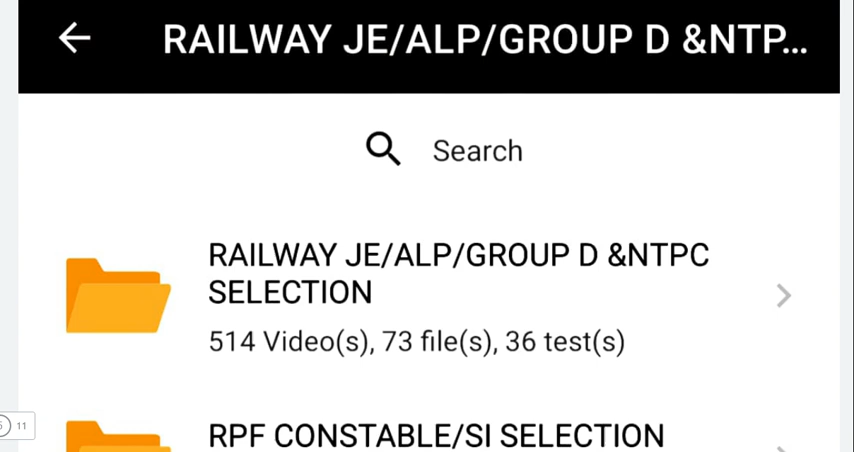 RAILWAY JE/ALP/GROUP D &NTP...
Search
RAILWAY JE/ALP/GROUP D &NTPC
SELECTION
514 Video(s), 73 file(s), 36 test(s)
11
RPF CONSTABLE/SI SELECTION